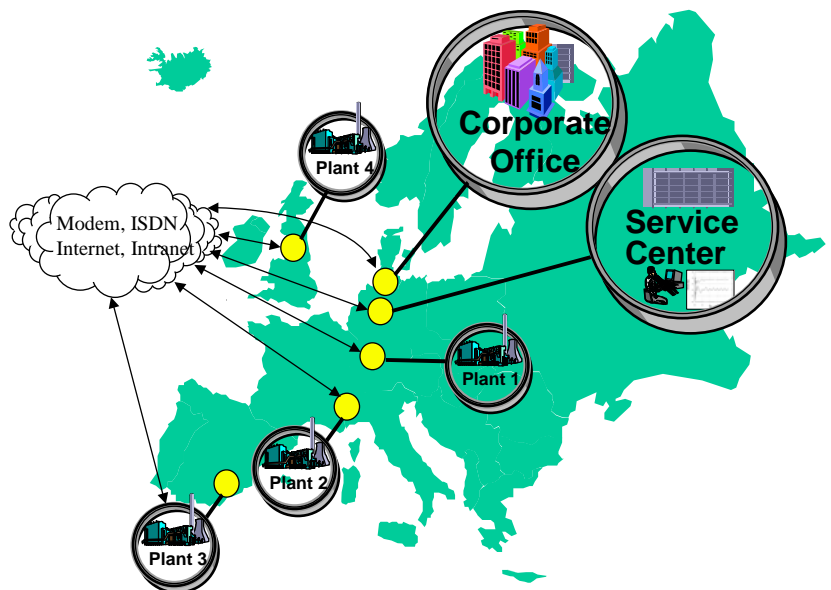 Corporate
Office
Plant 4
Modem, ISDN
Internet, Intranet
Service
Center
Plant 1
Plant 2
Plant 3